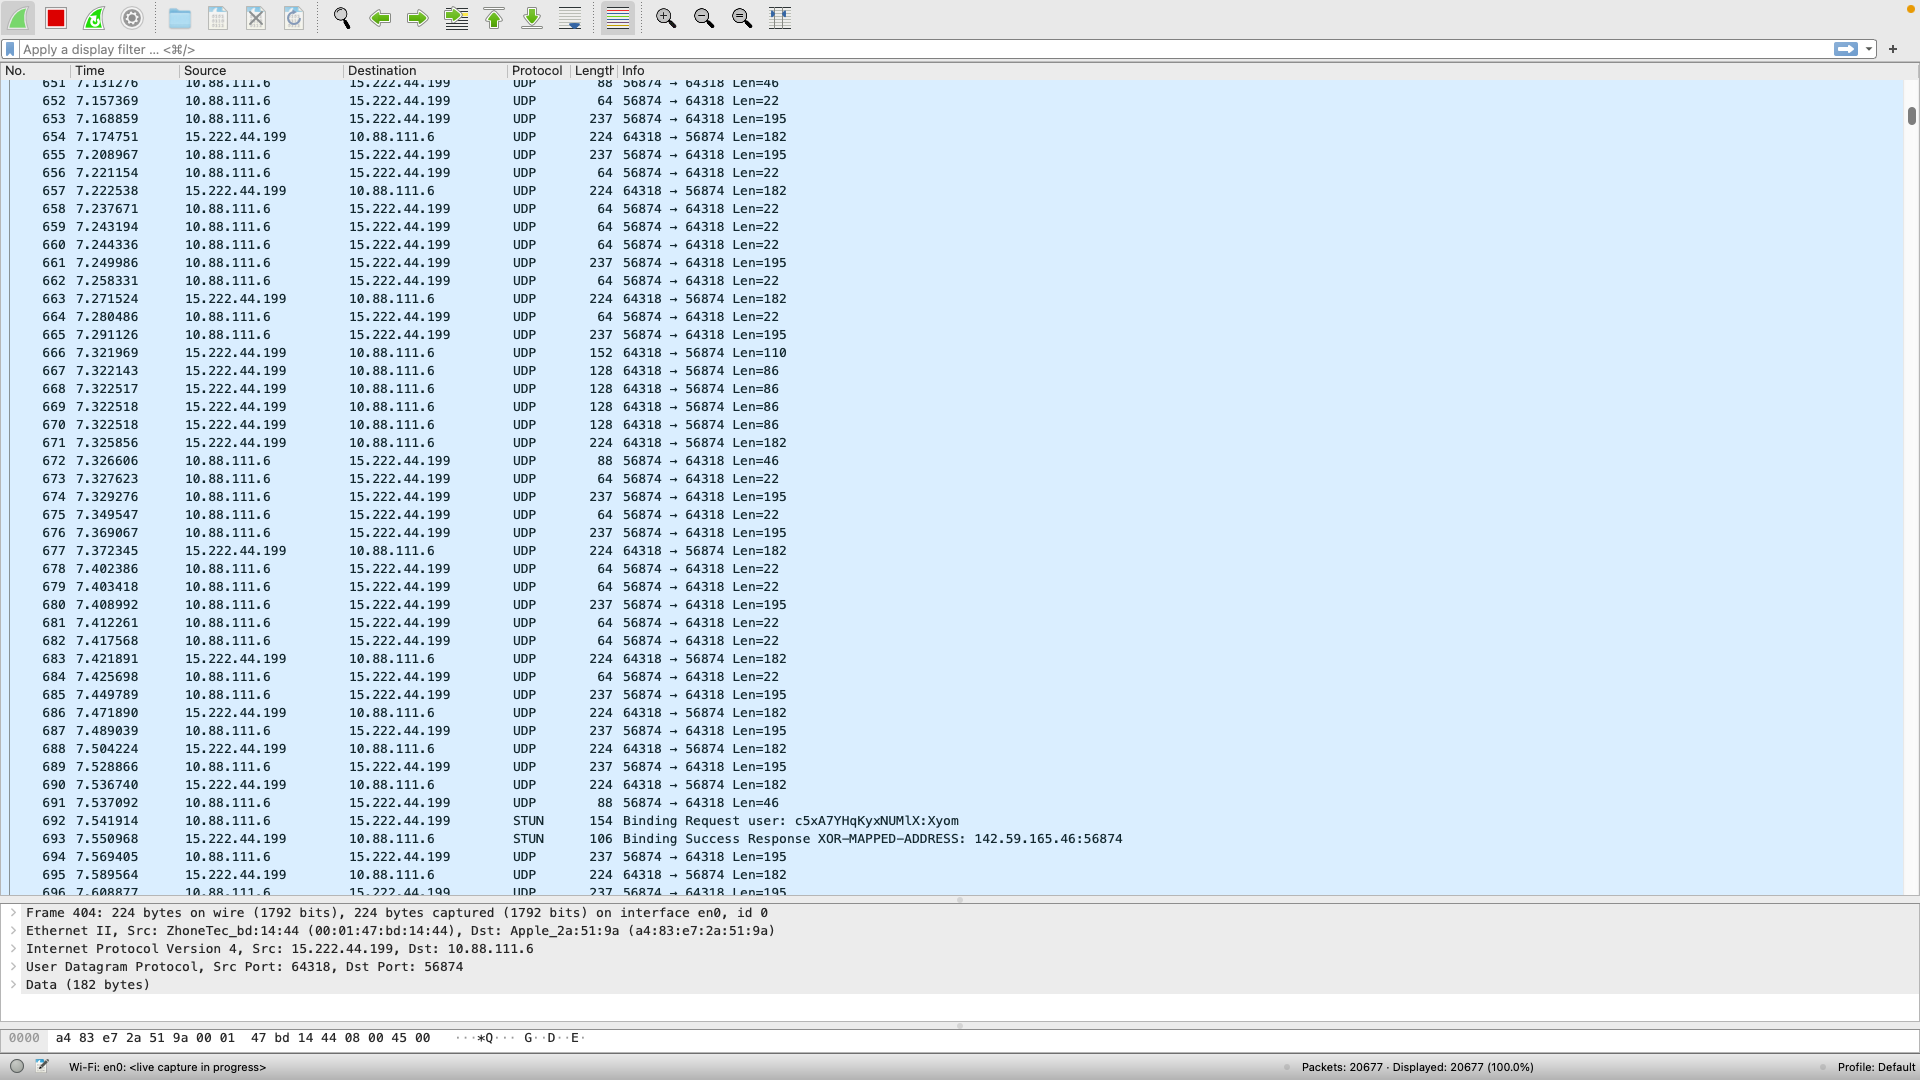 Apply a display filter ... <⌘/>
No. Time Source Destination Protocol Length Info
651 7.131276 10.88.111.6 15.222.44.199 UDP 88 56874 → 64318 Len=46
652 7.157369 10.88.111.6 15.222.44.199 UDP 64 56874 → 64318 Len=22
653 7.168859 10.88.111.6 15.222.44.199 UDP 237 56874 → 64318 Len=195
654 7.174751 15.222.44.199 10.88.111.6 UDP 224 64318 → 56874 Len=182
655 7.208967 10.88.111.6 15.222.44.199 UDP 237 56874 → 64318 Len=195
656 7.221154 10.88.111.6 15.222.44.199 UDP 64 56874 → 64318 Len=22
657 7.222538 15.222.44.199 10.88.111.6 UDP 224 64318 → 56874 Len=182
658 7.237671 10.88.111.6 15.222.44.199 UDP 64 56874 → 64318 Len=22
659 7.243194 10.88.111.6 15.222.44.199 UDP 64 56874 → 64318 Len=22
660 7.244336 10.88.111.6 15.222.44.199 UDP 64 56874 → 64318 Len=22
661 7.249986 10.88.111.6 15.222.44.199 UDP 237 56874 → 64318 Len=195
662 7.258331 10.88.111.6 15.222.44.199 UDP 64 56874 → 64318 Len=22
663 7.271524 15.222.44.199 10.88.111.6 UDP 224 64318 → 56874 Len=182
664 7.280486 10.88.111.6 15.222.44.199 UDP 64 56874 → 64318 Len=22
665 7.291126 10.88.111.6 15.222.44.199 UDP 237 56874 → 64318 Len=195
666 7.321969 15.222.44.199 10.88.111.6 UDP 152 64318 → 56874 Len=110
667 7.322143 15.222.44.199 10.88.111.6 UDP 128 64318 → 56874 Len=86
668 7.322517 15.222.44.199 10.88.111.6 UDP 128 64318 → 56874 Len=86
669 7.322518 15.222.44.199 10.88.111.6 UDP 128 64318 → 56874 Len=86
670 7.322518 15.222.44.199 10.88.111.6 UDP 128 64318 → 56874 Len=86
671 7.325856 15.222.44.199 10.88.111.6 UDP 224 64318 → 56874 Len=182
672 7.326606 10.88.111.6 15.222.44.199 UDP 88 56874 → 64318 Len=46
673 7.327623 10.88.111.6 15.222.44.199 UDP 64 56874 → 64318 Len=22
674 7.329276 10.88.111.6 15.222.44.199 UDP 237 56874 → 64318 Len=195
675 7.349547 10.88.111.6 15.222.44.199 UDP 64 56874 → 64318 Len=22
676 7.369067 10.88.111.6 15.222.44.199 UDP 237 56874 → 64318 Len=195
677 7.372345 15.222.44.199 10.88.111.6 UDP 224 64318 → 56874 Len=182
678 7.402386 10.88.111.6 15.222.44.199 UDP 64 56874 → 64318 Len=22
679 7.403418 10.88.111.6 15.222.44.199 UDP 64 56874 → 64318 Len=22
680 7.408992 10.88.111.6 15.222.44.199 UDP 237 56874 → 64318 Len=195
681 7.412261 10.88.111.6 15.222.44.199 UDP 64 56874 → 64318 Len=22
682 7.417568 10.88.111.6 15.222.44.199 UDP 64 56874 → 64318 Len=22
683 7.421891 15.222.44.199 10.88.111.6 UDP 224 64318 → 56874 Len=182
684 7.425698 10.88.111.6 15.222.44.199 UDP 64 56874 → 64318 Len=22
685 7.449789 10.88.111.6 15.222.44.199 UDP 237 56874 → 64318 Len=195
686 7.471890 15.222.44.199 10.88.111.6 UDP 224 64318 → 56874 Len=182
687 7.489039 10.88.111.6 15.222.44.199 UDP 237 56874 → 64318 Len=195
688 7.504224 15.222.44.199 10.88.111.6 UDP 224 64318 → 56874 Len=182
689 7.528866 10.88.111.6 15.222.44.199 UDP 237 56874 → 64318 Len=195
690 7.536740 15.222.44.199 10.88.111.6 UDP 224 64318 → 56874 Len=182
691 7.537092 10.88.111.6 15.222.44.199 UDP 88 56874 → 64318 Len=46
692 7.541914 10.88.111.6 15.222.44.199 STUN 154 Binding Request user: c5xA7YHqKyxNUMlX:Xyom
693 7.550968 15.222.44.199 10.88.111.6 STUN 106 Binding Success Response XOR-MAPPED-ADDRESS: 142.59.165.46:56874
694 7.569405 10.88.111.6 15.222.44.199 UDP 237 56874 → 64318 Len=195
695 7.589564 15.222.44.199 10.88.111.6 UDP 224 64318 → 56874 Len=182
696 7.608877 10.88.111.6 15.222.44.199 UDP 237 56874 → 64318 Len=195
Frame 404: 224 bytes on wire (1792 bits), 224 bytes captured (1792 bits) on interface en0, id 0
Ethernet II, Src: ZhoneTec_bd:14:44 (00:01:47:bd:14:44), Dst: Apple_2a:51:9a (a4:83:e7:2a:51:9a)
Internet Protocol Version 4, Src: 15.222.44.199, Dst: 10.88.111.6
User Datagram Protocol, Src Port: 64318, Dst Port: 56874
Data (182 bytes)
0000 a4 83 e7 2a 51 9a 00 01 47 bd 14 44 08 00 45 00 ···*Q··· G··D··E·
Wi-Fi: en0: <live capture in progress> Packets: 20677 · Displayed: 20677 (100.0%) Profile: Default